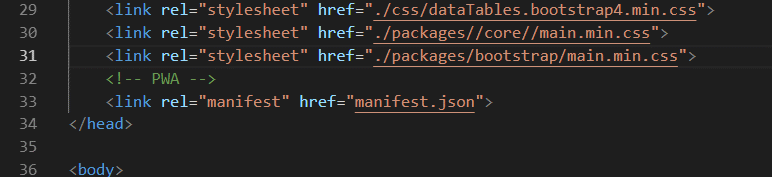 29 <link rel="stylesheet" href="./css/dataTables.bootstrap4.min.css">
30 <link rel="stylesheet" href="./packages//core//main.min.css">
31 <link rel="stylesheet" href="./packages/bootstrap/main.min.css">
32 <!-- PWA -->
33 <link rel="manifest" href="manifest.json">
34 </head>
35
36 <body>